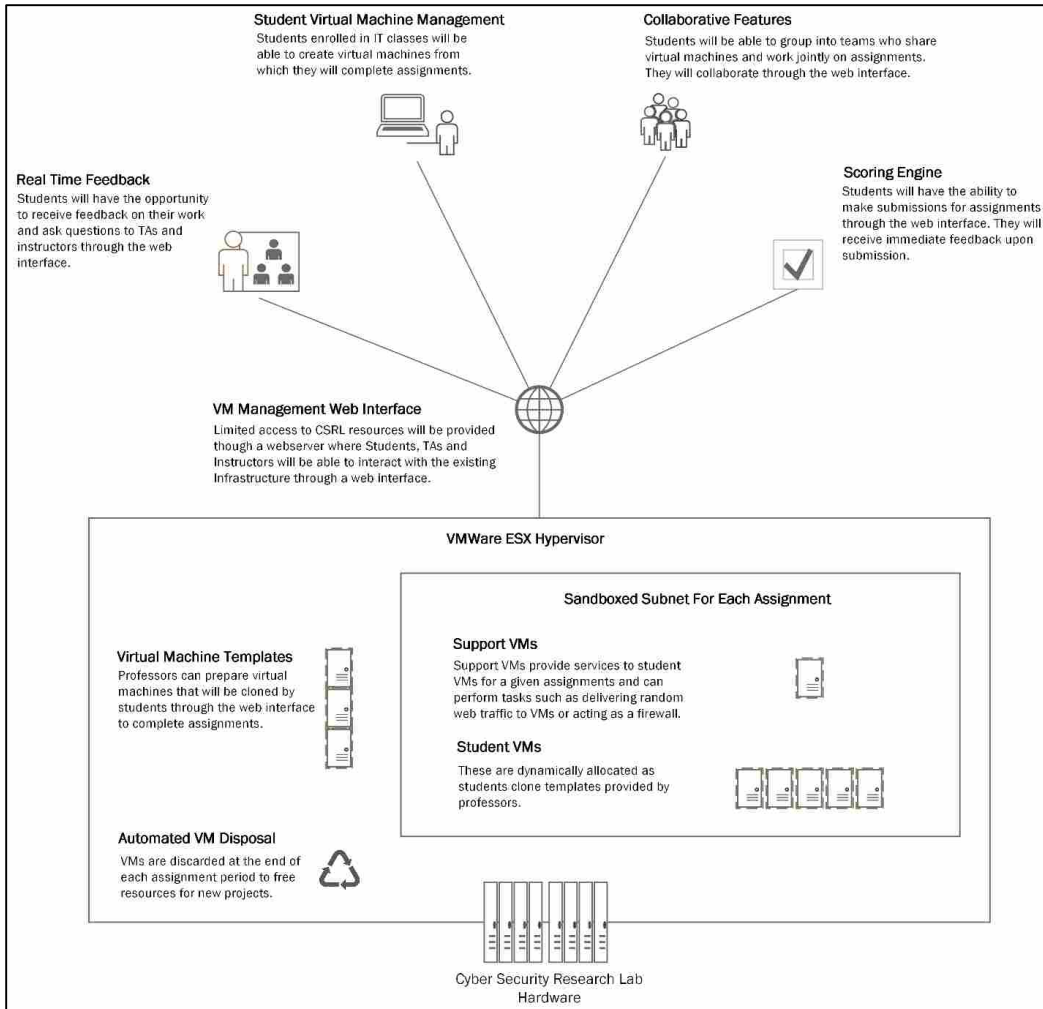 Student Virtual Machine Management
Students enrolled in IT classes will be
able to create virtual machines from
which they will complete assignments.
Collaborative Features
Students will be able to group into teams who share
virtual machines and work jointly on assignments.
They will collaborate through the web interface.
Real Time Feedback
Students will have the opportunity
to receive feedback on their work
and ask questions to TAs and
instructors through the web
interface.
Scoring Engine
Students will have the ability to
make submissions for assignments
through the web interface. They will
receive immediate feedback upon
submission.
VM Management Web Interface
Limited access to CSRL resources will be provided
though a webserver where Students, TAs and
Instructors will be able to interact with the existing
Infrastructure through a web interface.
VMWare ESX Hypervisor
Sandboxed Subnet For Each Assignment
Virtual Machine Templates
Professors can prepare virtual
machines that will be cloned by
students through the web interface
to complete assignments.
Support VMs
Support VMs provide services to student
VMs for a given assignments and can
perform tasks such as delivering random
web traffic to VMs or acting as a firewall.
Student VMs
These are dynamically allocated as
students clone templates provided by
professors.
Automated VM Disposal
VMs are discarded at the end of
each assignment period to free
resources for new projects.
Cyber Security Research Lab
Hardware